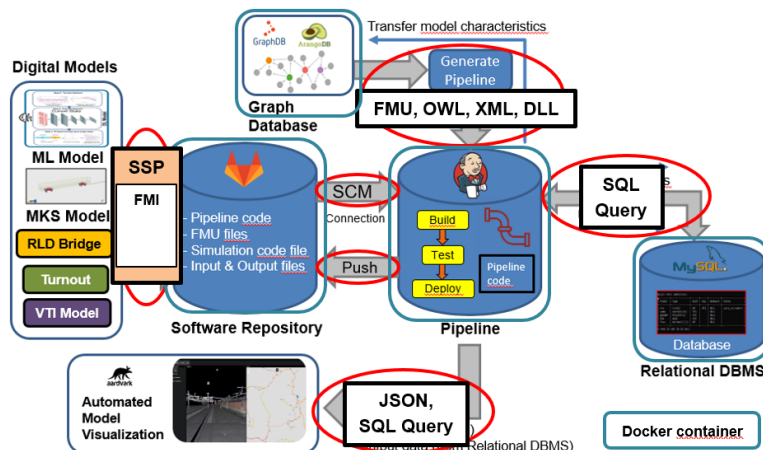 Transfer model characteristics
GraphDB
ArangoDB
Generate
Pipeline
Graph
Database
FMU, OWL, XML, DLL
Digital Models
ML Model
MKS Model
RLD Bridge
Turnout
VTI Model
SSP
FMI
- Pipeline code
- FMU files
- Simulation code file
- Input & Output files
Software Repository
SCM
Connection
Push
Build
Test
Deploy
Pipeline
code
Pipeline
SQL
Query
MySQL
Database
Relational DBMS
aardvark
Automated
Model
Visualization
JSON,
SQL Query
Relational DBMS)
Docker container